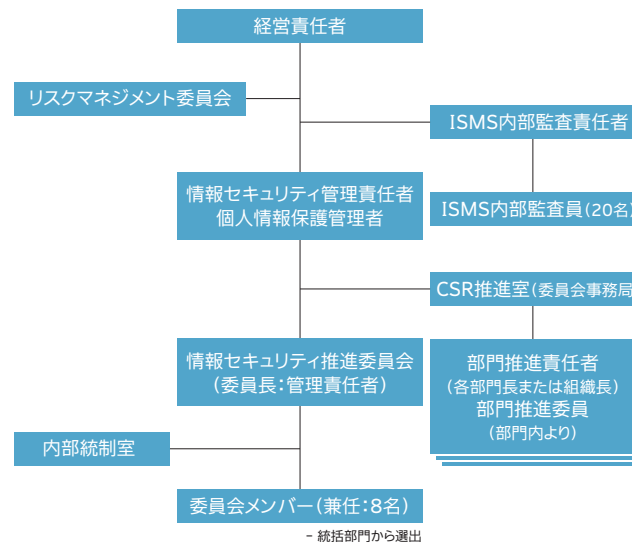 経営責任者
リスクマネジメント委員会
ISMS内部監査責任者
情報セキュリティ管理責任者
個人情報保護管理者
ISMS内部監査員(20名)
CSR推進室(委員会事務局
情報セキュリティ推進委員会
(委員長:管理責任者)
部門推進責任者
(各部門長または組織長)
部門推進委員
(部門内より)
内部統制室
委員会メンバー(兼任:8名)
- 統括部門から選出